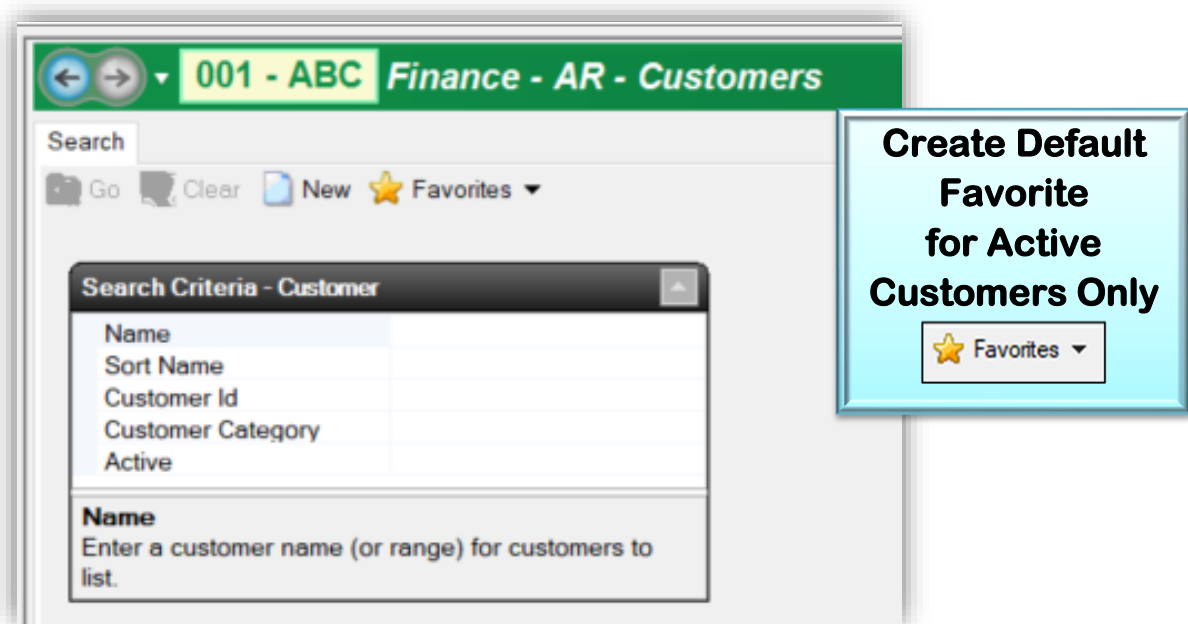 001 - ABC Finance - AR - Customers
Search
Go Clear New Favorites
Search Criteria - Customer
Name
Sort Name
Customer Id
Customer Category
Active
Name
Enter a customer name (or range) for customers to
list.
Create Default
Favorite
for Active
Customers Only
Favorites